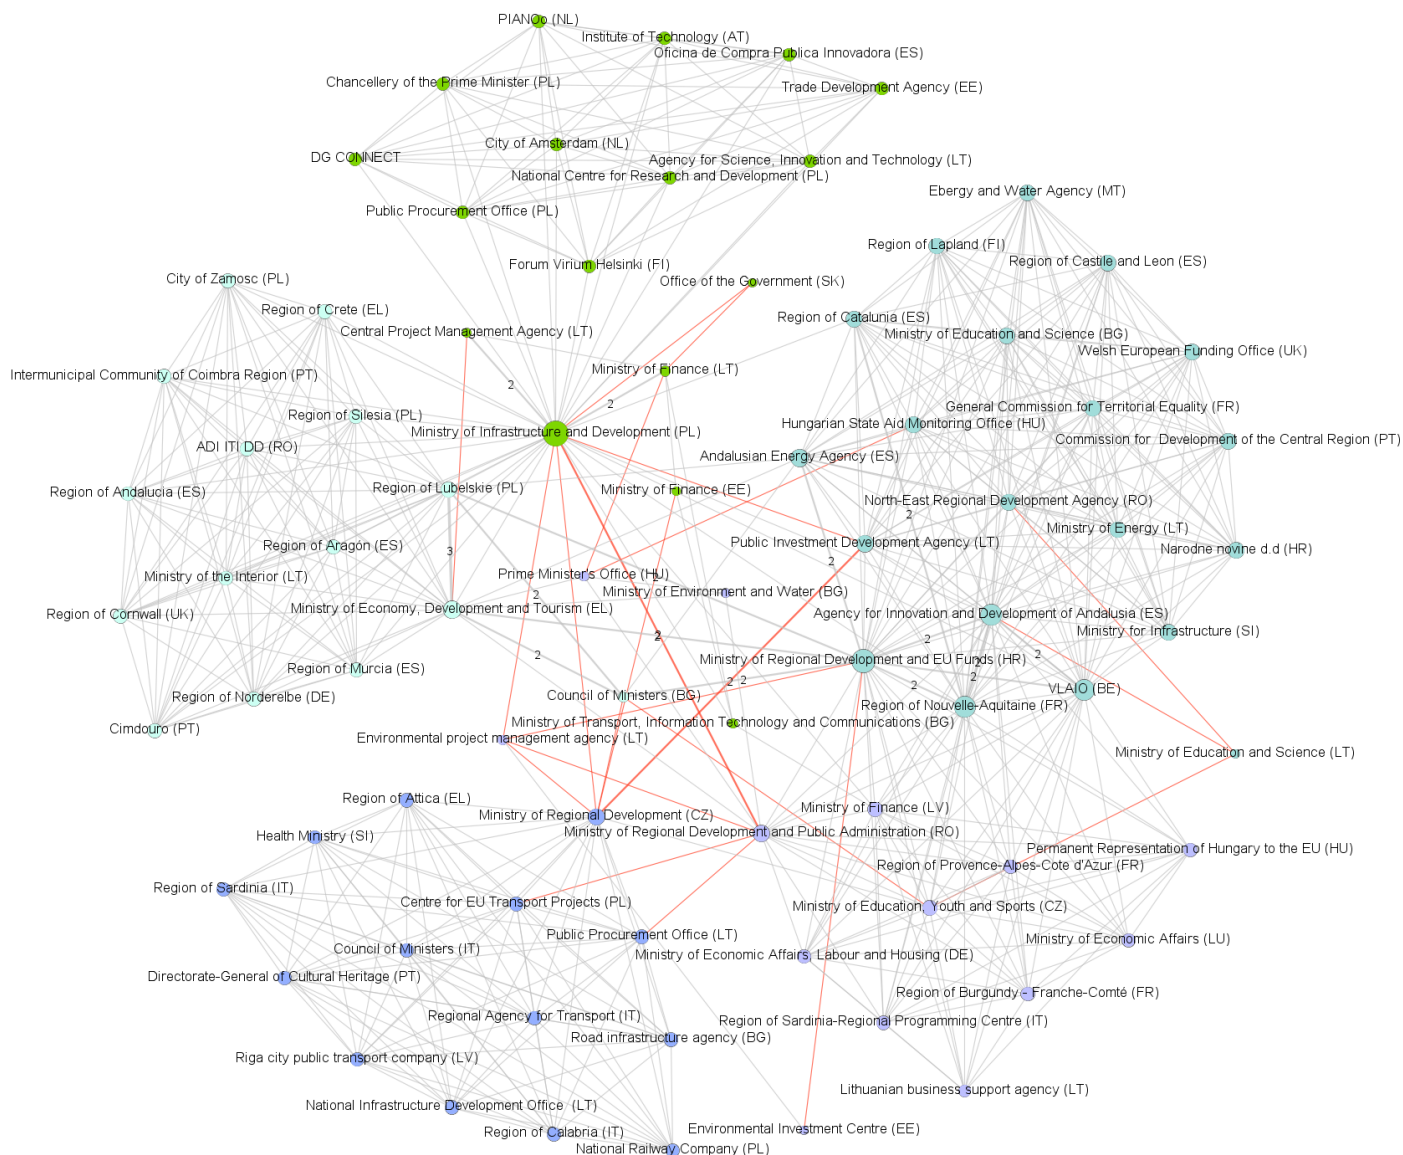 PIANOo (NL)
Institute of Technology (AT)
Oficina de Compra Publica Innovadora (ES)
Chancellery of the Prime Minister (PL)
Trade Development Agency (EE)
City of Amsterdam (NL)
DG CONNECT
Agency for Science, Innovation and Technology (LT)
National Centre for Research and Development (PL)
Ebergy and Water Agency (MT)
Public Procurement Office (PL)
Region of Lapland (FI)
Region of Castile and Leon (ES)
Forum Virium Helsinki (FI)
City of Zamosc (PL)
Office of the Government (SK)
Region of Crete (EL)
Region of Catalunia (ES)
Central Project Management Agency (LT)
Ministry of Education and Science (BG)
Welsh European Funding Office (UK)
Ministry of Finance (LT)
Intermunicipal Community of Coimbra Region (PT)
2
2
General Commission for Territorial Equality (FR)
Region of Silesia (PL)
Hungarian State Aid Monitoring Office (HU)
Ministry of Infrastructure and Development (PL)
Commission for  Development of the Central Region (PT)
ADI ITI DD (RO)
Andalusian Energy Agency (ES)
Region of Lubelskie (PL)
Ministry of Finance (EE)
Region of Andalucia (ES)
North-East Regional Development Agency (RO)
2
Ministry of Energy (LT)
Public Investment Development Agency (LT)
Region of Aragón (ES)
3
Narodne novine d.d (HR)
2
Prime Minister's Office (HU)
2
Ministry of the Interior (LT)
Ministry of Environment and Water (BG)
2
Ministry of Economy, Development and Tourism (EL)
Region of Cornwall (UK)
Agency for Innovation and Development of Andalusia (ES)
Ministry for Infrastructure (SI)
2
2
2
2
Ministry of Regional Development and EU Funds (HR)
2
Region of Murcia (ES)
2
2
2
2
VLAIO (BE)
Region of Norderelbe (DE)
Council of Ministers (BG)
Region of Nouvelle-Aquitaine (FR)
Ministry of Transport, Information Technology and Communications (BG)
Cimdouro (PT)
Environmental project management agency (LT)
Ministry of Education and Science (LT)
Region of Attica (EL)
Ministry of Finance (LV)
Ministry of Regional Development (CZ)
Ministry of Regional Development and Public Administration (RO)
Health Ministry (SI)
Permanent Representation of Hungary to the EU (HU)
Region of Provence-Alpes-Cote d'Azur (FR)
Region of Sardinia (IT)
Centre for EU Transport Projects (PL)
Ministry of Education, Youth and Sports (CZ)
Public Procurement Office (LT)
Ministry of Economic Affairs (LU)
Council of Ministers (IT)
Ministry of Economic Affairs, Labour and Housing (DE)
Directorate-General of Cultural Heritage (PT)
Region of Burgundy - Franche-Comté (FR)
Regional Agency for Transport (IT)
Region of Sardinia-Regional Programming Centre (IT)
Road infrastructure agency (BG)
Riga city public transport company (LV)
Lithuanian business support agency (LT)
National Infrastructure Development Office  (LT)
Environmental Investment Centre (EE)
Region of Calabria (IT)
National Railway Company (PL)